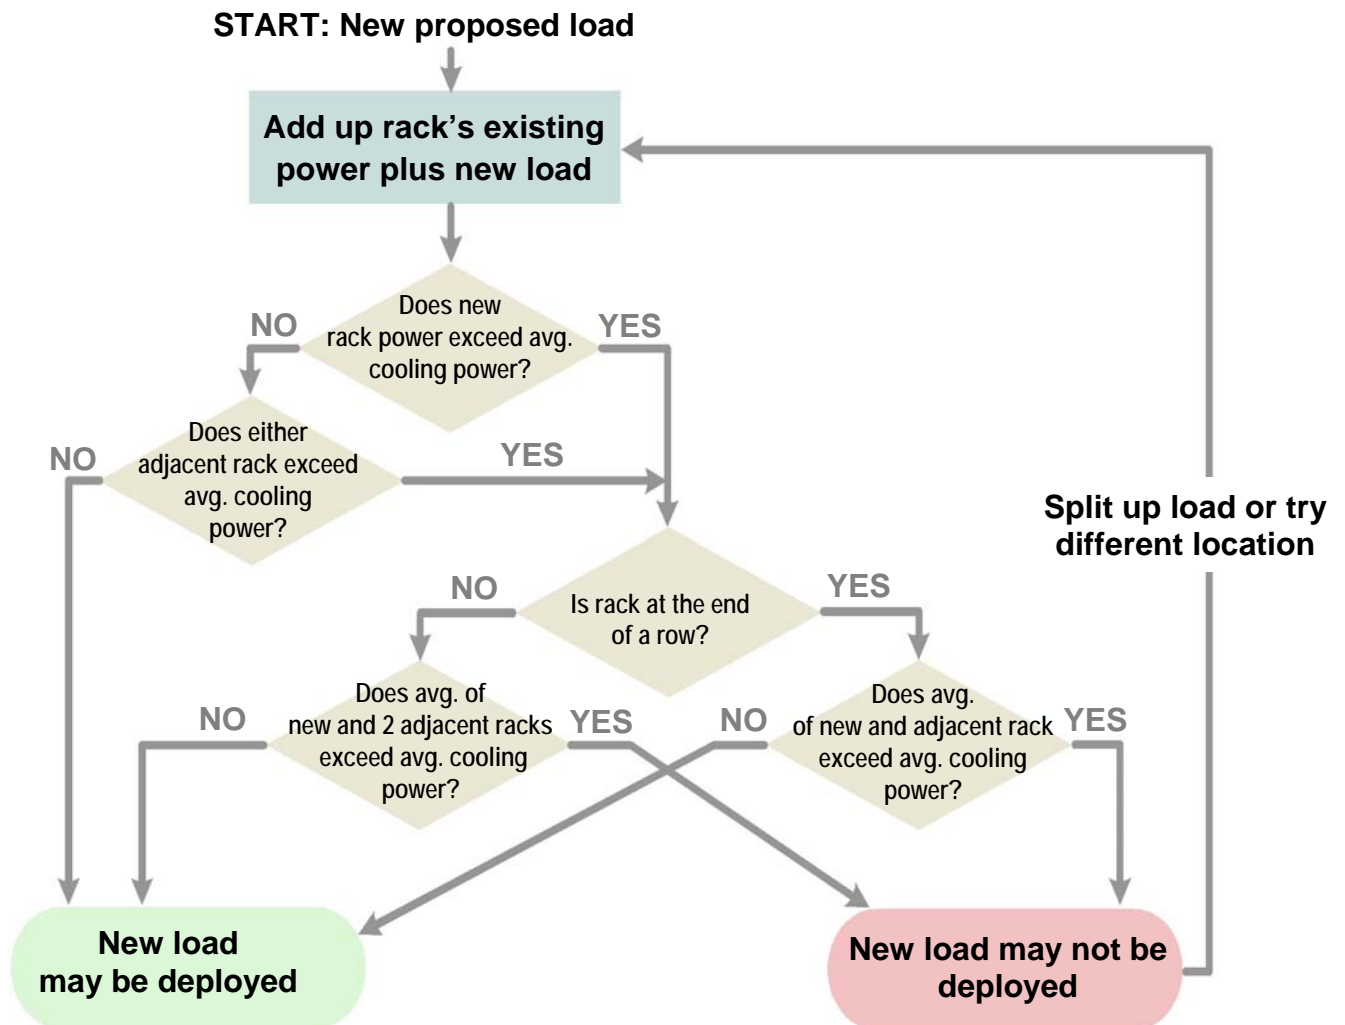 START: New proposed load
Add up rack’s existing
power plus new load
Does new
rack power exceed avg.
cooling power?
NO
YES
Does either
adjacent rack exceed
avg. cooling
power?
NO
YES
Split up load or try
different location
Is rack at the end
of a row?
NO
YES
Does avg. of
new and 2 adjacent racks
exceed avg. cooling
power?
NO
YES
Does avg.
of new and adjacent rack
exceed avg. cooling
power?
NO
YES
New load
may be deployed
New load may not be
deployed